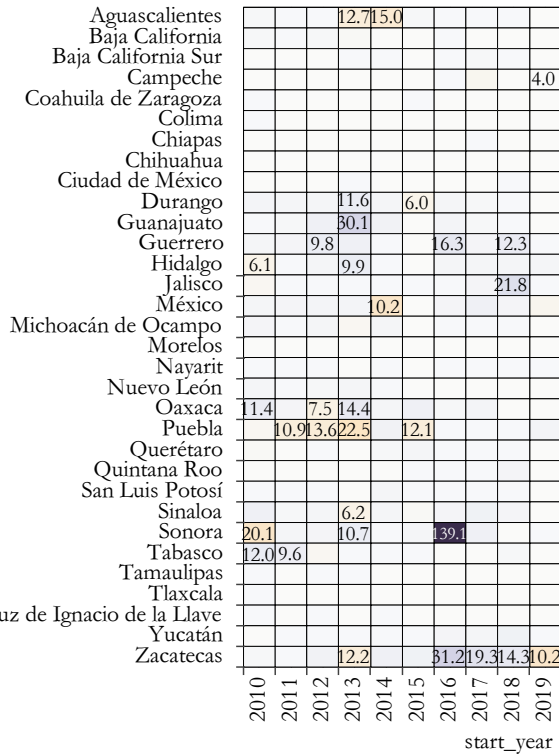 Aguascalientes 12.7 15.0
Baja California
Baja California Sur
Campeche 4.0
Coahuila de Zaragoza
Colima
Chiapas
Chihuahua
Ciudad de México
Durango 11.6 6.0
Guanajuato 30.1
Guerrero 9.8 16.3 12.3
Hidalgo 6.1 9.9
Jalisco 21.8
México 10.2
Michoacán de Ocampo
Morelos
Nayarit
Nuevo León
Oaxaca 11.4 7.5 14.4
Puebla 10.9 13.6 22.5 12.1
Querétaro
Quintana Roo
San Luis Potosí
Sinaloa 6.2
Sonora 20.1 10.7 139.1
Tabasco 12.0 9.6
Tamaulipas
Tlaxcala
uz de Ignacio de la Llave
Yucatán
Zacatecas 12.2 31.2 19.3 14.3 10.2
2010 2011 2012 2013 2014 2015 2016 2017 2018 2019
start_year